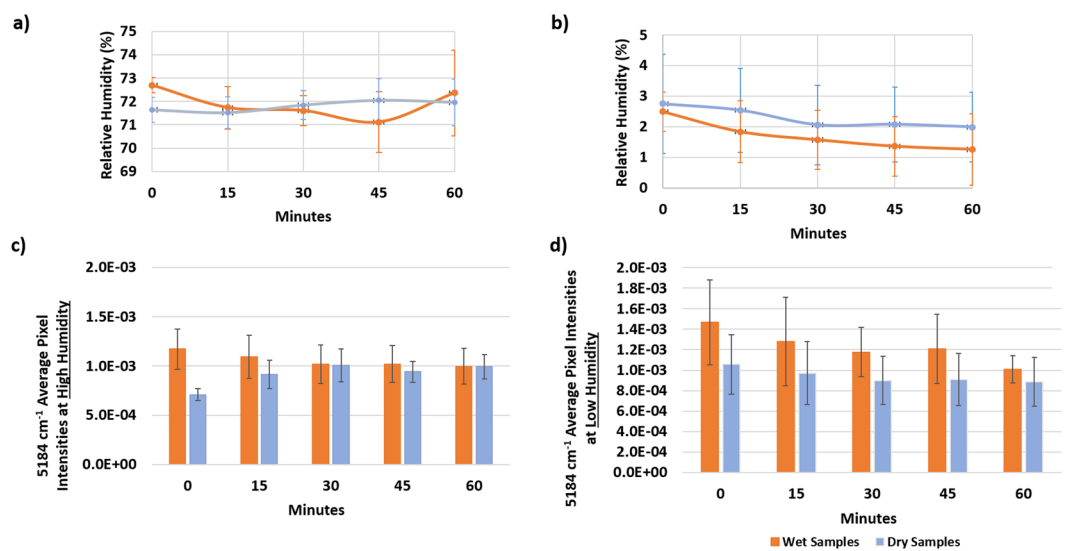 a)
Relative Humidity (%)
75
74
73
72
71
70
69
0 15 30 45 60
Minutes
b)
Relative Humidity (%)
5
4
3
2
1
0
0 15 30 45 60
Minutes
c)
5184 cm⁻¹ Average Pixel
Intensities at High Humidity
2.0E-03
1.5E-03
1.0E-03
5.0E-04
0.0E+00
0 15 30 45 60
Minutes
d)
5184 cm⁻¹ Average Pixel Intensities
at Low Humidity
2.0E-03
1.8E-03
1.6E-03
1.4E-03
1.2E-03
1.0E-03
8.0E-04
6.0E-04
4.0E-04
2.0E-04
0.0E+00
0 15 30 45 60
Minutes
Wet Samples Dry Samples